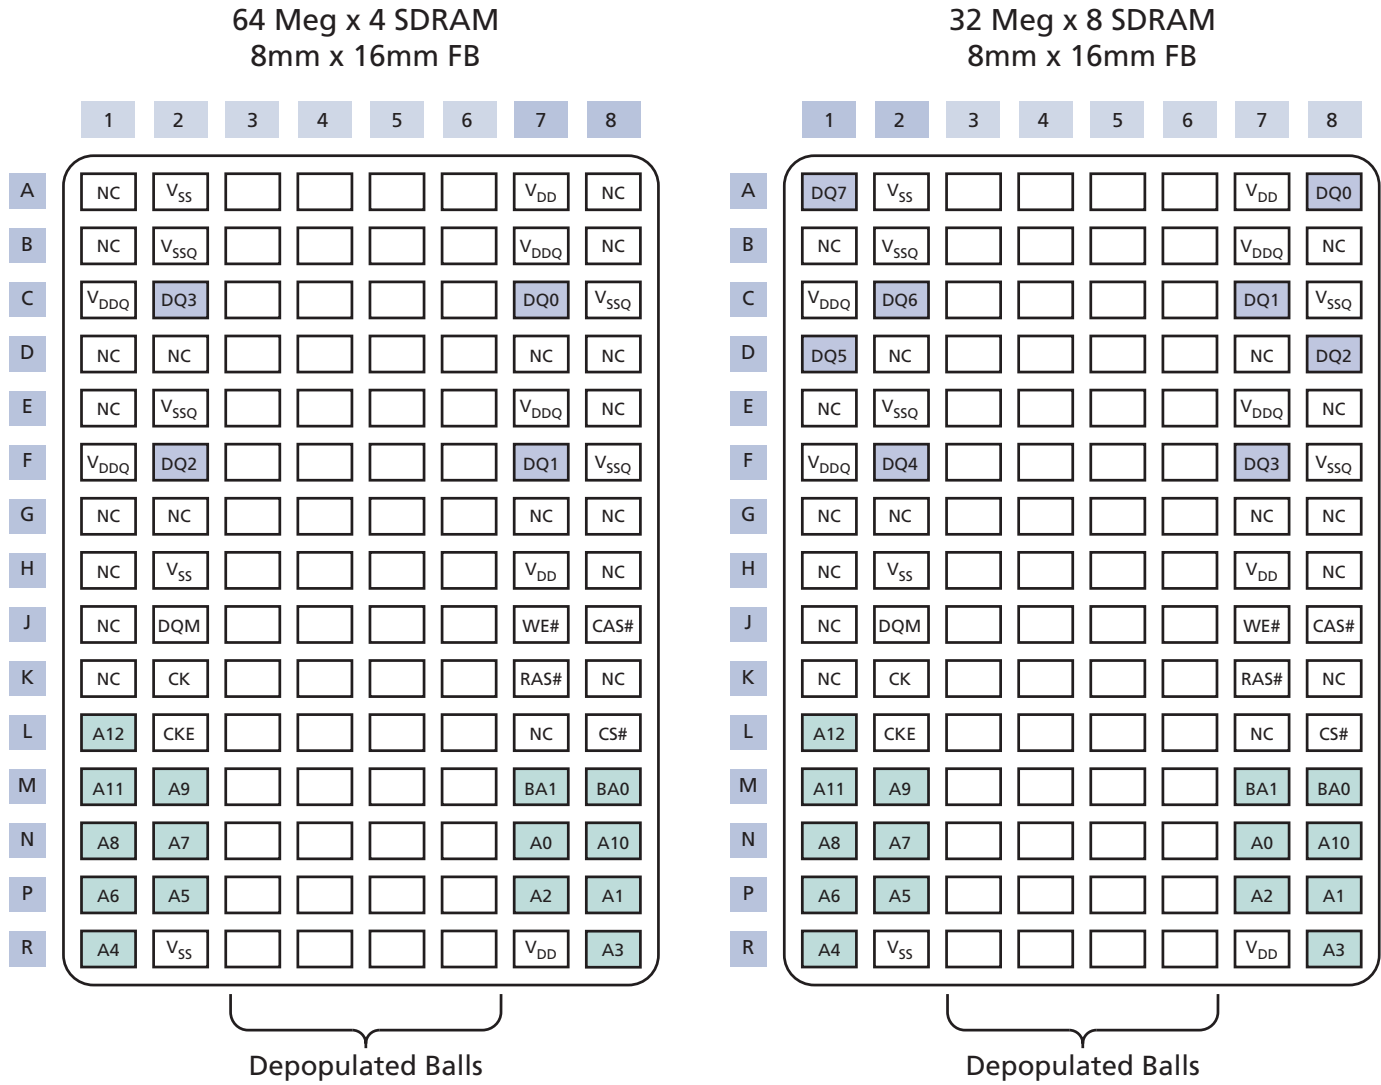 64 Meg x 4 SDRAM
8mm x 16mm FB
1 2 3 4 5 6 7 8
A NC VSS VDD NC
B NC VSSQ VDDQ NC
C VDDQ DQ3 DQ0 VSSQ
D NC NC NC NC
E NC VSSQ VDDQ NC
F VDDQ DQ2 DQ1 VSSQ
G NC NC NC NC
H NC VSS VDD NC
J NC DQM WE# CAS#
K NC CK RAS# NC
L A12 CKE NC CS#
M A11 A9 BA1 BA0
N A8 A7 A0 A10
P A6 A5 A2 A1
R A4 VSS VDD A3
Depopulated Balls
32 Meg x 8 SDRAM
8mm x 16mm FB
1 2 3 4 5 6 7 8
A DQ7 VSS VDD DQ0
B NC VSSQ VDDQ NC
C VDDQ DQ6 DQ1 VSSQ
D DQ5 NC NC DQ2
E NC VSSQ VDDQ NC
F VDDQ DQ4 DQ3 VSSQ
G NC NC NC NC
H NC VSS VDD NC
J NC DQM WE# CAS#
K NC CK RAS# NC
L A12 CKE NC CS#
M A11 A9 BA1 BA0
N A8 A7 A0 A10
P A6 A5 A2 A1
R A4 VSS VDD A3
Depopulated Balls